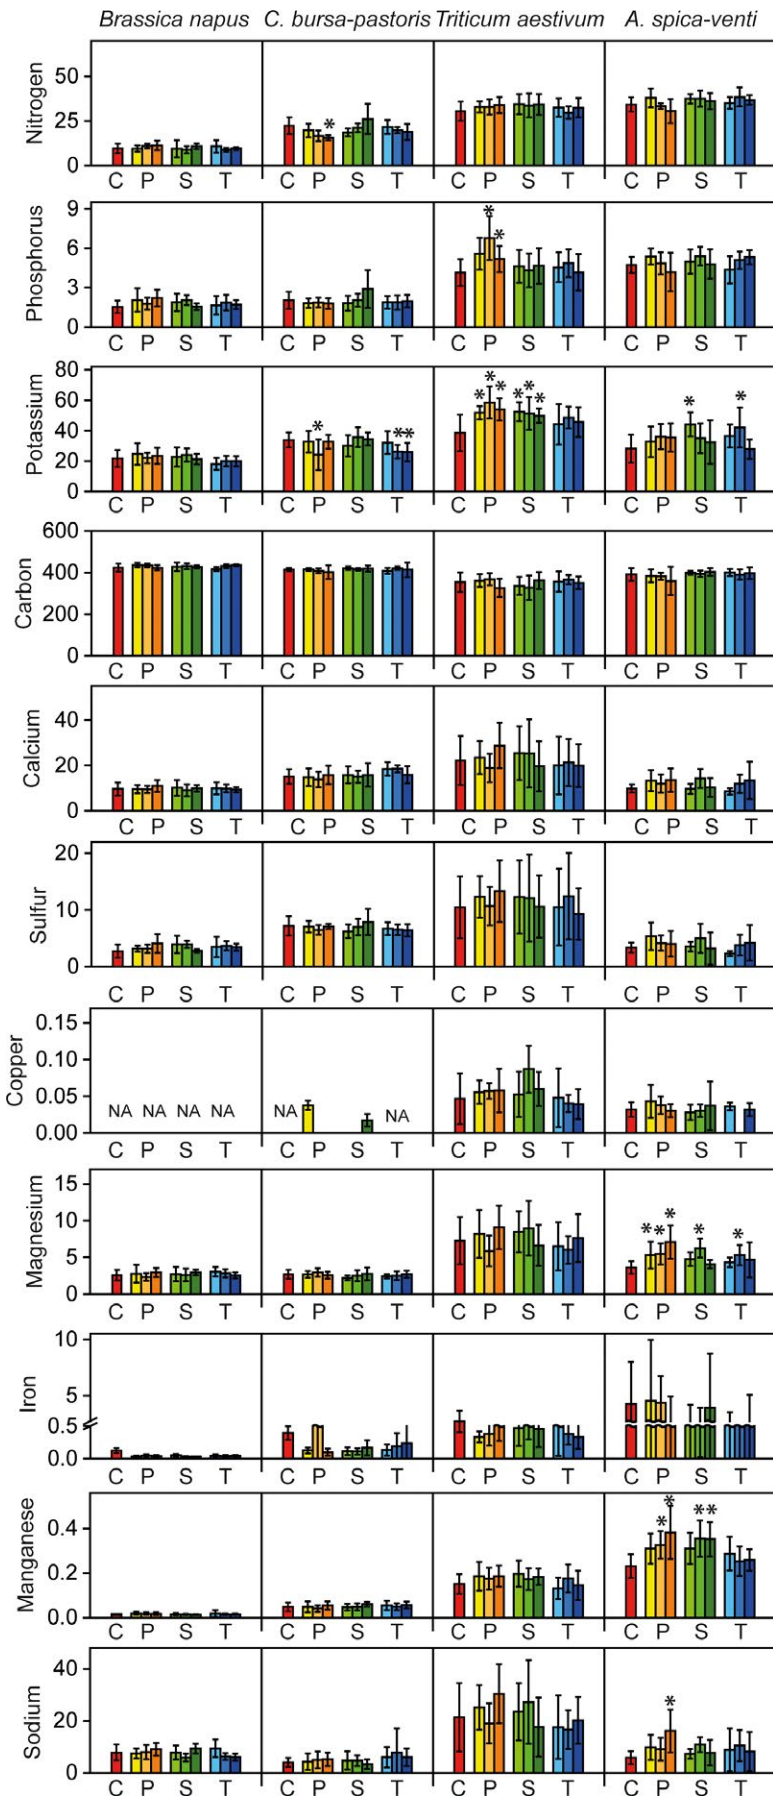 Brassica napus C. bursa-pastoris Triticum aestivum A. spica-venti
Nitrogen
50
25
0
*
C P S T C P S T C P S T C P S T
Phosphorus
9
6
3
0
* *
C P S T C P S T C P S T C P S T
Potassium
80
60
40
20
0
* * * * * * * * * * *
C P S T C P S T C P S T C P S T
Carbon
600
400
200
0
C P S T C P S T C P S T C P S T
Calcium
40
20
0
C P S T C P S T C P S T C P S T
Sulfur
20
10
0
C P S T C P S T C P S T C P S T
Copper
0.15
0.10
0.05
0.00
NA NA NA NA NA NA
C P S T C P S T C P S T C P S T
Magnesium
15
10
5
0
* * * * *
C P S T C P S T C P S T C P S T
Iron
10
5
0.5
0.0
C P S T C P S T C P S T C P S T
Manganese
0.4
0.2
0.0
* * * *
C P S T C P S T C P S T C P S T
Sodium
40
20
0
*
C P S T C P S T C P S T C P S T